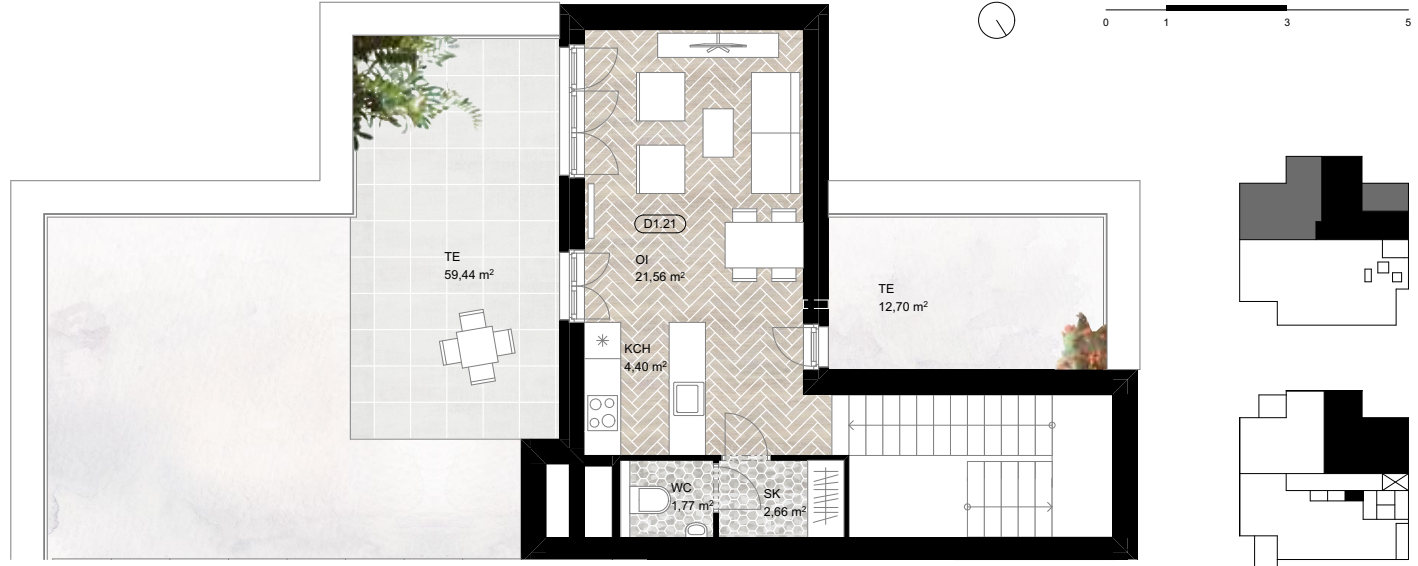 0 1 3 5
D1.21
TE
59,44 m²
OI
21,56 m²
TE
12,70 m²
KCH
4,40 m²
WC
1,77 m²
SK
2,66 m²